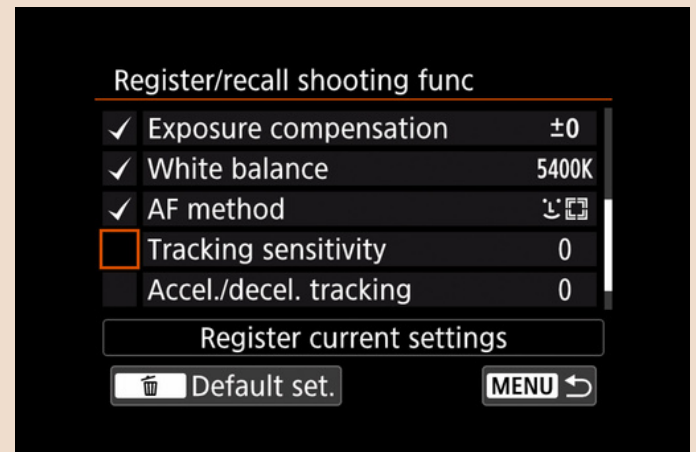 Register/recall shooting func
Exposure compensation ±0
White balance 5400K
AF method
Tracking sensitivity 0
Accel./decel. tracking 0
Register current settings
Default set. MENU